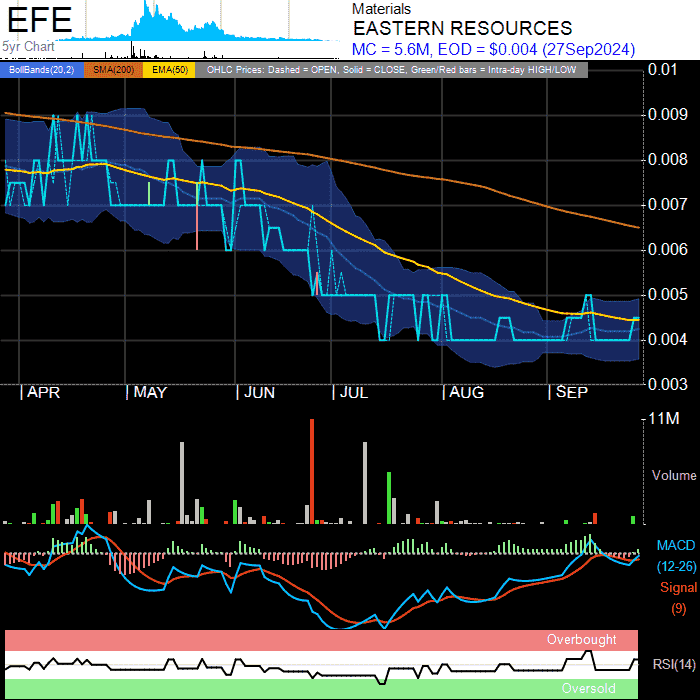 EFE
5yr Chart
Materials
EASTERN RESOURCES
MC = 5.6M, EOD = $0.004 (27Sep2024)
BollBands(20,2) SMA(200) EMA(50) OHLC Prices: Dashed = OPEN, Solid = CLOSE, Green/Red bars = Intra-day HIGH/LOW
0.01
0.009
0.008
0.007
0.006
0.005
0.004
0.003
APR MAY JUN JUL AUG SEP
11M
Volume
MACD
(12-26)
Signal
(9)
Overbought
RSI(14)
Oversold